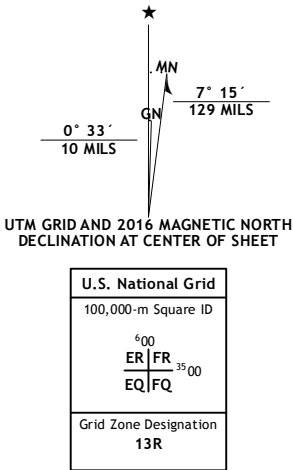 ★
MN
GN
7° 15´
129 MILS
0° 33´
10 MILS
UTM GRID AND 2016 MAGNETIC NORTH
DECLINATION AT CENTER OF SHEET
U.S. National Grid
100,000-m Square ID
⁶00
ER FR
³⁵00
EQ FQ
Grid Zone Designation
13R